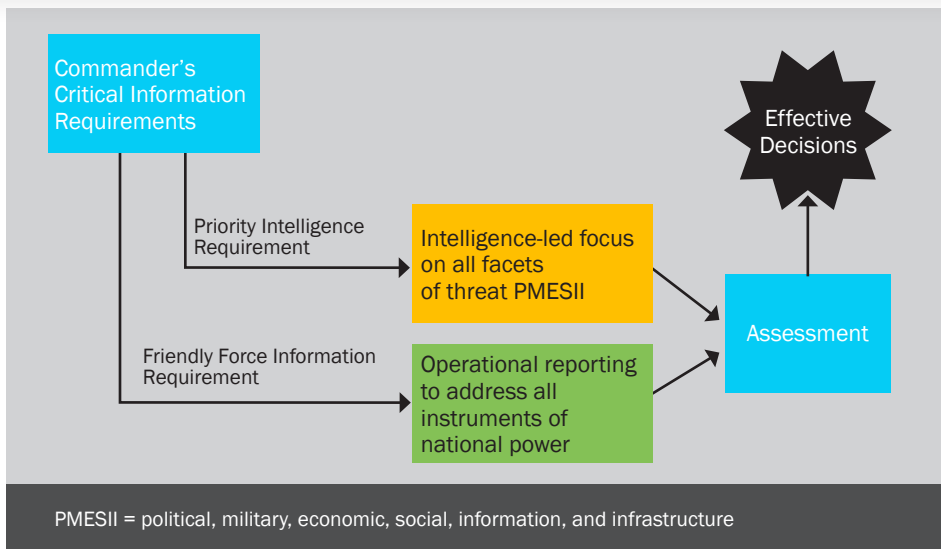 Commander's
Critical Information
Requirements
Effective
Decisions
Priority Intelligence
Requirement
Intelligence-led focus
on all facets
of threat PMESII
Assessment
Friendly Force Information
Requirement
Operational reporting
to address all
instruments of
national power
PMESII = political, military, economic, social, information, and infrastructure